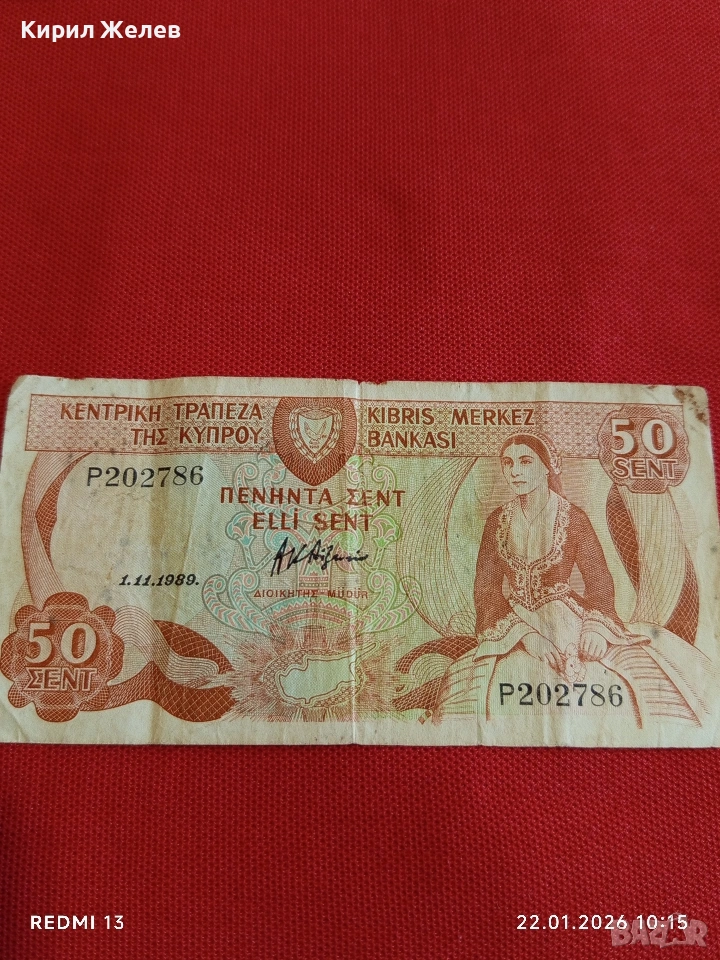 Кирил Желев
ΚΕΝΤΡΙΚΗ ΤΡΑΠΕΖΑ
ΤΗΣ ΚΥΠΡΟΥ
KIBRIS MERKEZ
BANKASI
50
SENT
P202786
ΠΕΝΗΝΤΑ ΣΕΝΤ
ELLİ SENT
1.11.1989.
ΔΙΟΙΚΗΤΗΣ - MÜDÜR
50
ΣΕΝΤ
P202786
REDMI 13
22.01.2026 10:15
BAZAR